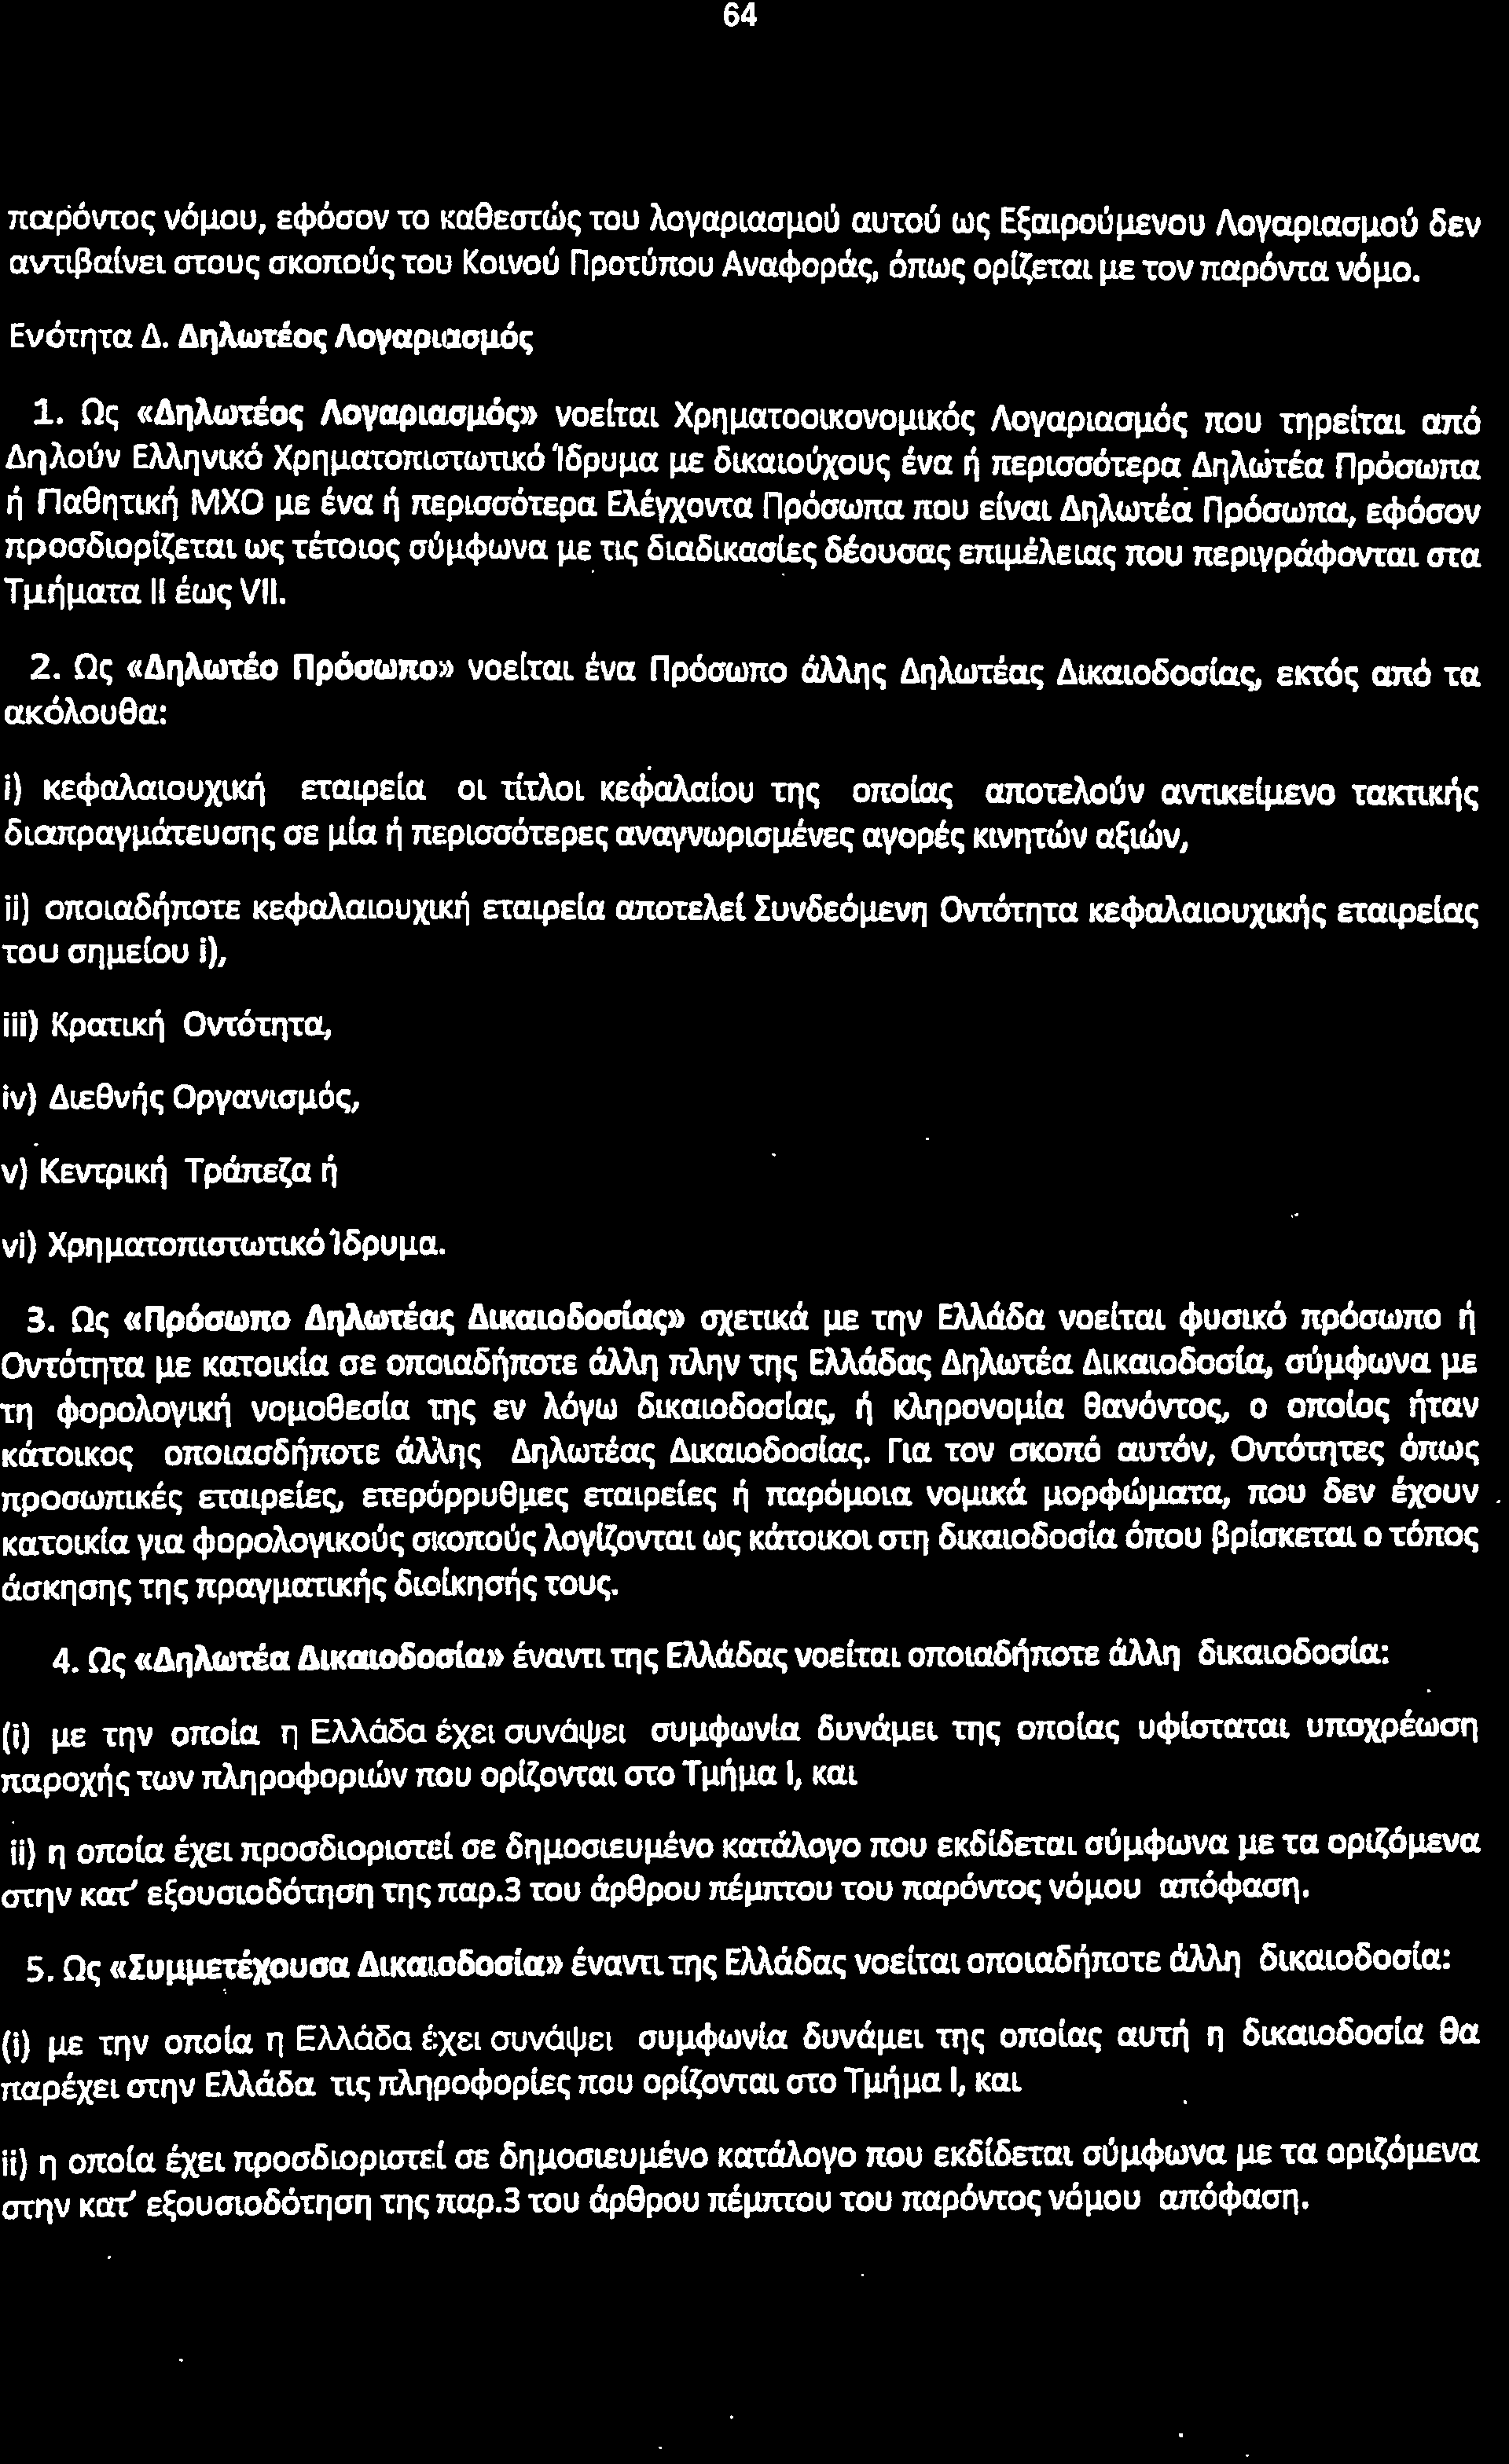 64
παρόντος νόμου, εφόσον το καθεστώς του λογαριασμού αυτού ως Εξαιρούμενου Λογαριασμού δεν
αντιβαίνει στους σκοπούς του Κοινού Προτύπου Αναφοράς, όπως ορίζεται με τον παρόντα νόμο.
Ενότητα Δ. Δηλωτέος Λογαριασμός
1. Ως «Δηλωτέος Λογαριασμός» νοείται Χρηματοοικονομικός Λογαριασμός που τηρείται από
Δηλούν Ελληνικό Χρηματοπιστωτικό Ίδρυμα με δικαιούχους ένα ή περισσότερα Δηλωτέα Πρόσωπα
ή Παθητική ΜΧΟ με ένα ή περισσότερα Ελέγχοντα Πρόσωπα που είναι Δηλωτέα Πρόσωπα, εφόσον
προσδιορίζεται ως τέτοιος σύμφωνα με τις διαδικασίες δέουσας επιμέλειας που περιγράφονται στα
Τμήματα ΙΙ έως VII.
2. Ως «Δηλωτέο Πρόσωπο» νοείται ένα Πρόσωπο άλλης Δηλωτέας Δικαιοδοσίας, εκτός από τα
ακόλουθα:
i) κεφαλαιουχική εταιρεία οι τίτλοι κεφαλαίου της οποίας αποτελούν αντικείμενο τακτικής
διαπραγμάτευσης σε μία ή περισσότερες αναγνωρισμένες αγορές κινητών αξιών,
ii) οποιαδήποτε κεφαλαιουχική εταιρεία αποτελεί Συνδεόμενη Οντότητα κεφαλαιουχικής εταιρείας
του σημείου i),
iii) Κρατική Οντότητα,
iv) Διεθνής Οργανισμός,
v) Κεντρική Τράπεζα ή
vi) Χρηματοπιστωτικό Ίδρυμα.
3. Ως «Πρόσωπο Δηλωτέας Δικαιοδοσίας» σχετικά με την Ελλάδα νοείται φυσικό πρόσωπο ή
Οντότητα με κατοικία σε οποιαδήποτε άλλη πλην της Ελλάδας Δηλωτέα Δικαιοδοσία, σύμφωνα με
τη φορολογική νομοθεσία της εν λόγω δικαιοδοσίας, ή κληρονομία θανόντος, ο οποίος ήταν
κάτοικος οποιασδήποτε άλλης Δηλωτέας Δικαιοδοσίας. Για τον σκοπό αυτόν, Οντότητες όπως
προσωπικές εταιρείες, ετερόρρυθμες εταιρείες ή παρόμοια νομικά μορφώματα, που δεν έχουν
κατοικία για φορολογικούς σκοπούς λογίζονται ως κάτοικοι στη δικαιοδοσία όπου βρίσκεται ο τόπος
άσκησης της πραγματικής διοίκησής τους.
4. Ως «Δηλωτέα Δικαιοδοσία» έναντι της Ελλάδας νοείται οποιαδήποτε άλλη δικαιοδοσία:
(i) με την οποία η Ελλάδα έχει συνάψει συμφωνία δυνάμει της οποίας υφίσταται υποχρέωση
παροχής των πληροφοριών που ορίζονται στο Τμήμα Ι, και
ii) η οποία έχει προσδιοριστεί σε δημοσιευμένο κατάλογο που εκδίδεται σύμφωνα με τα οριζόμενα
στην κατ' εξουσιοδότηση της παρ.3 του άρθρου πέμπτου του παρόντος νόμου απόφαση.
5. Ως «Συμμετέχουσα Δικαιοδοσία» έναντι της Ελλάδας νοείται οποιαδήποτε άλλη δικαιοδοσία:
(i) με την οποία η Ελλάδα έχει συνάψει συμφωνία δυνάμει της οποίας αυτή η δικαιοδοσία θα
παρέχει στην Ελλάδα τις πληροφορίες που ορίζονται στο Τμήμα Ι, και
ii) η οποία έχει προσδιοριστεί σε δημοσιευμένο κατάλογο που εκδίδεται σύμφωνα με τα οριζόμενα
στην κατ' εξουσιοδότηση της παρ.3 του άρθρου πέμπτου του παρόντος νόμου απόφαση.